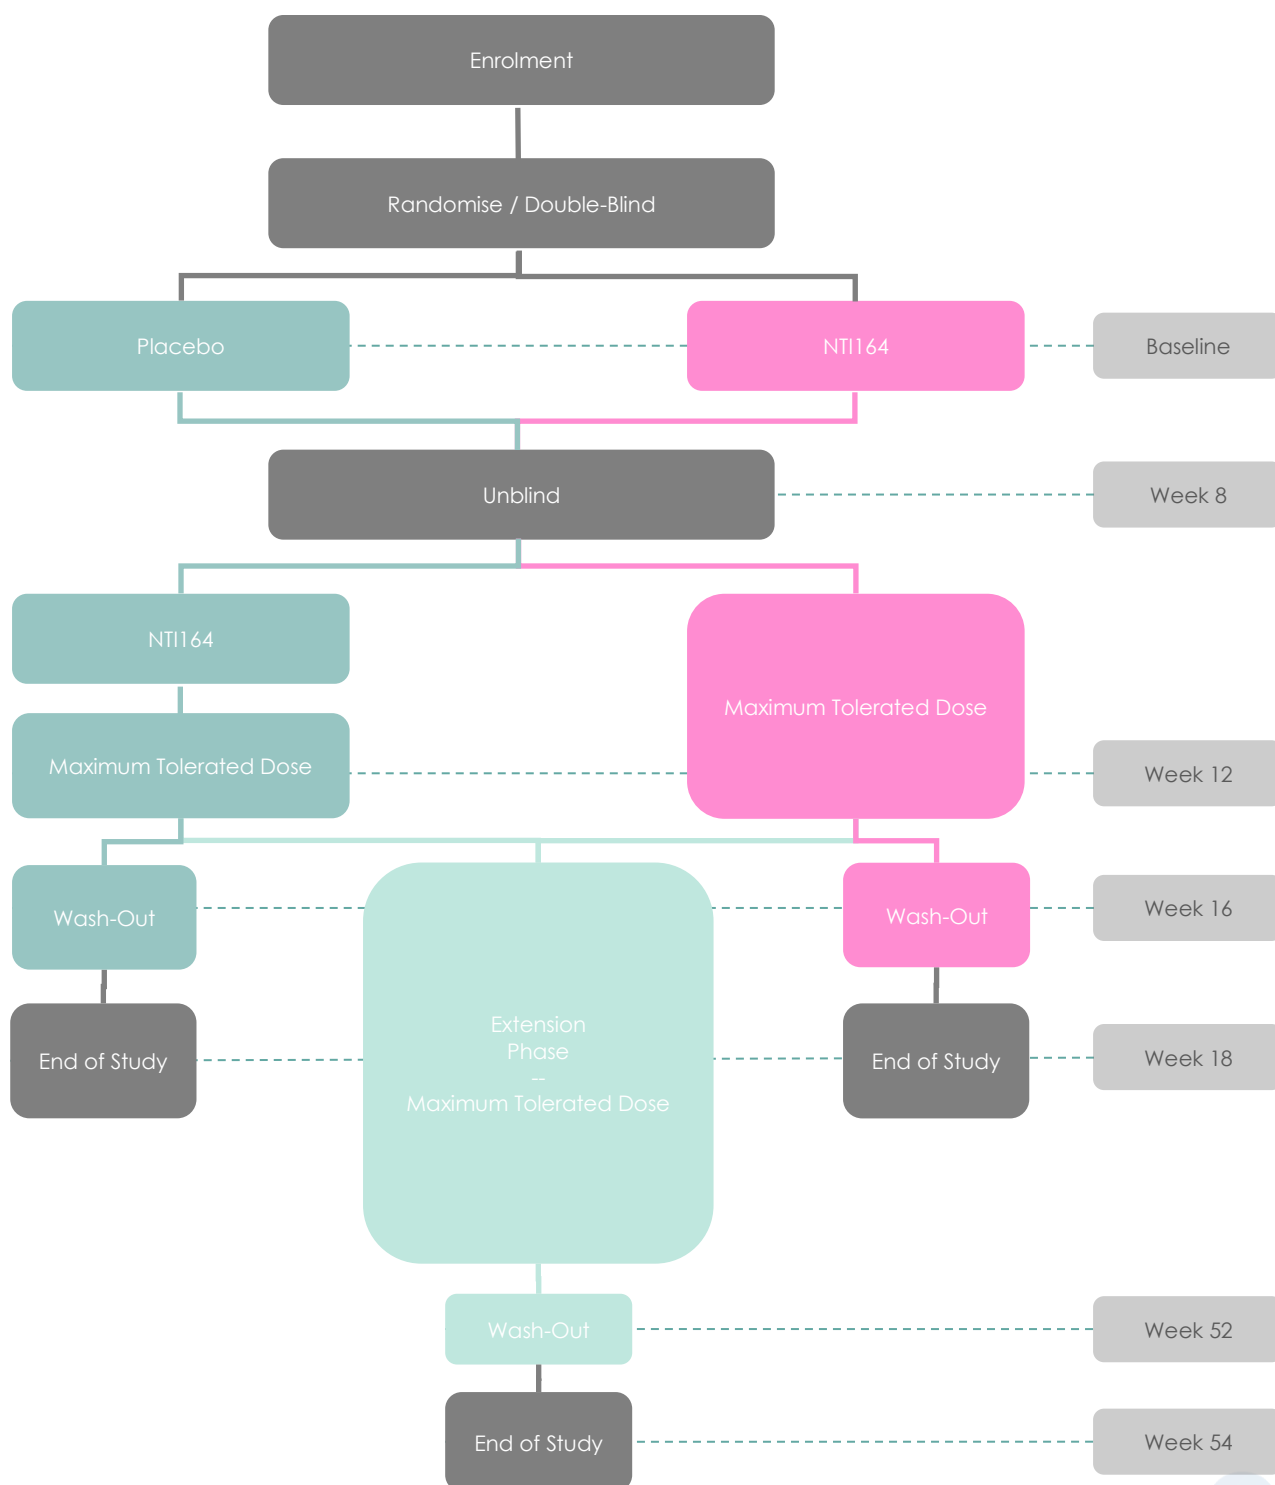 Enrolment
Randomise / Double-Blind
Placebo
NTI164
Baseline
Unblind
Week 8
NTI164
Maximum Tolerated Dose
Maximum Tolerated Dose
Week 12
Wash-Out
Wash-Out
Week 16
Extension
Phase
--
Maximum Tolerated Dose
End of Study
End of Study
Week 18
Wash-Out
Week 52
End of Study
Week 54